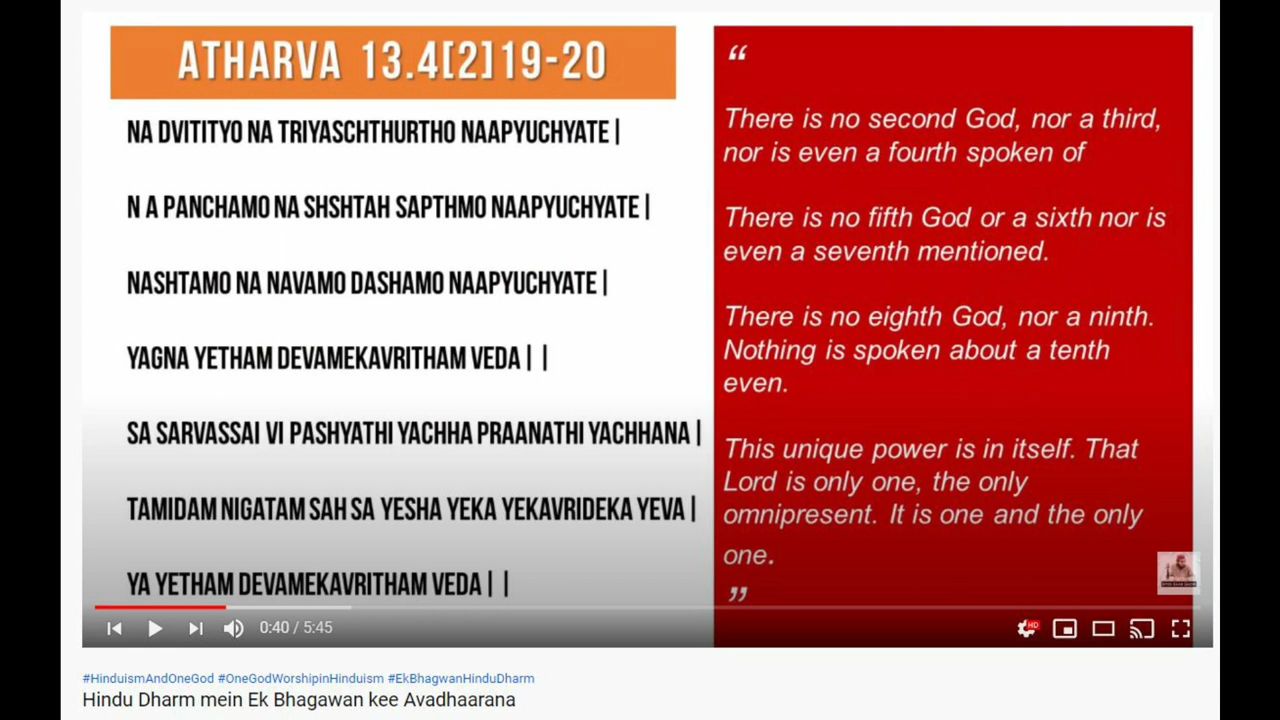 ATHARVA 13.4[2]19-20
NA DVITITYO NA TRIYASCHTHURTHO NAAPYUCHYATE|
N A PANCHAMO NA SHSHTAH SAPTHMO NAAPYUCHYATE|
NASHTAMO NA NAVAMO DASHAMO NAAPYUCHYATE|
YAGNA YETHAM DEVAMEKAVRITHAM VEDA| |
SA SARVASSAI VI PASHYATHI YACHHA PRAANATHI YACHHANA|
TAMIDAM NIGATAM SAH SA YESHA YEKA YEKAVRIDEKA YEVA|
YA YETHAM DEVAMEKAVRITHAM VEDA| |
“
There is no second God, nor a third,
nor is even a fourth spoken of
There is no fifth God or a sixth nor is
even a seventh mentioned.
There is no eighth God, nor a ninth.
Nothing is spoken about a tenth
even.
This unique power is in itself. That
Lord is only one, the only
omnipresent. It is one and the only
one.
”
0:40 / 5:45
HD
#HinduismAndOneGod #OneGodWorshipinHinduism #EkBhagwanHinduDharm
Hindu Dharm mein Ek Bhagawan kee Avadhaarana